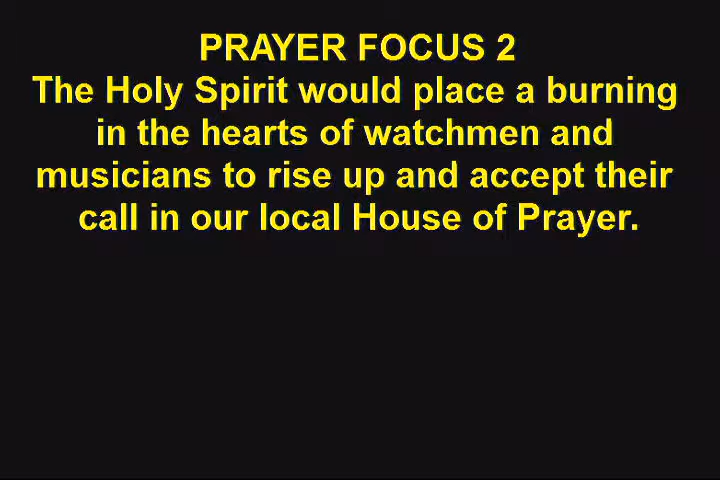 PRAYER FOCUS 2
The Holy Spirit would place a burning
in the hearts of watchmen and
musicians to rise up and accept their
call in our local House of Prayer.